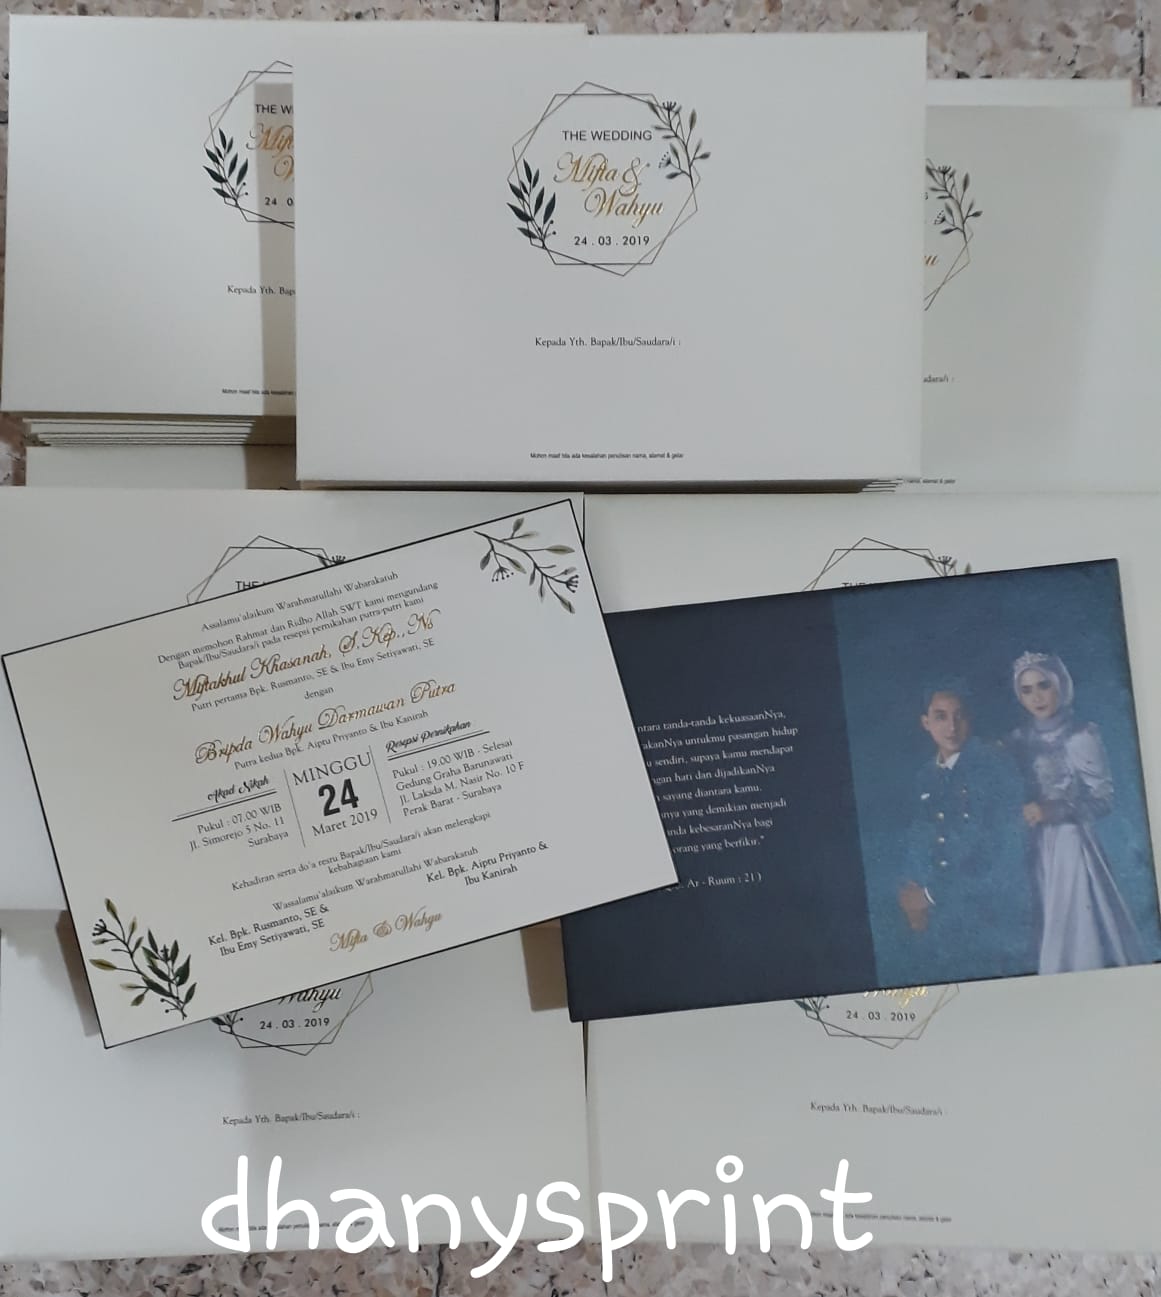 THE WEDDING
Mifta &
Wahyu
24 . 03 . 2019
Kepada Yth. Bapak/Ibu/Saudara/i :
Mohon maaf bila ada kesalahan penulisan nama, alamat & gelar
THE W
24 0
Kepada Yth. Bap
Mohon maaf bila ada kesalahan
u
adara/i :
nama, alamat & gelar
THE
THE W
Assalamu'alaikum Warahmatullahi Wabarakatuh
Dengan memohon Rahmat dan Ridho Allah SWT kami mengundang
Bapak/Ibu/Saudara/i pada resepsi pernikahan putra-putri kami
Miftakhul Khasanah, S.Kep., Ns
Putri pertama Bpk. Rusmanto, SE & Ibu Emy Setiyawati, SE
dengan
Bripda Wahyu Darmawan Putra
Putra kedua Bpk. Aiptu Priyanto & Ibu Kanirah
Akad Nikah
Pukul : 07.00 WIB
Jl. Simorejo 5 No. 11
Surabaya
MINGGU
24
Maret 2019
Resepsi Pernikahan
Pukul : 19.00 WIB - Selesai
Gedung Graha Barunawati
Jl. Laksda M. Nasir No. 10 F
Perak Barat - Surabaya
Kehadiran serta do'a restu Bapak/Ibu/Saudara/i akan melengkapi
kebahagiaan kami
Wassalamu'alaikum Warahmatullahi Wabarakatuh
Kel. Bpk. Rusmanto, SE &
Ibu Emy Setiyawati, SE
Kel. Bpk. Aiptu Priyanto &
Ibu Kanirah
Mifta & Wahyu
ntara tanda-tanda kekuasaanNya,
akanNya untukmu pasangan hidup
u sendiri, supaya kamu mendapat
gan hati dan dijadikanNya
sayang diantara kamu.
nya yang demikian menjadi
nda kebesaranNya bagi
orang yang berfikir."
Ar - Ruum : 21 )
Wahyu
24 . 03 . 2019
Kepada Yth. Bapak/Ibu/Saudara/i :
Wahyu
24 . 03 . 2019
Kepada Yth. Bapak/Ibu/Saudara/i :
dhanysprint